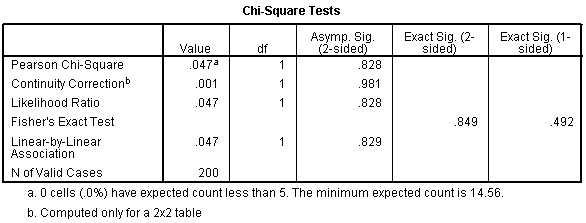 Chi-Square Tests
Value df Asymp. Sig. (2-sided) Exact Sig. (2-sided) Exact Sig. (1-sided)
Pearson Chi-Square .047a 1 .828
Continuity Correctionb .001 1 .981
Likelihood Ratio .047 1 .828
Fisher's Exact Test .849 .492
Linear-by-Linear Association .047 1 .829
N of Valid Cases 200
a. 0 cells (.0%) have expected count less than 5. The minimum expected count is 14.56.
b. Computed only for a 2x2 table